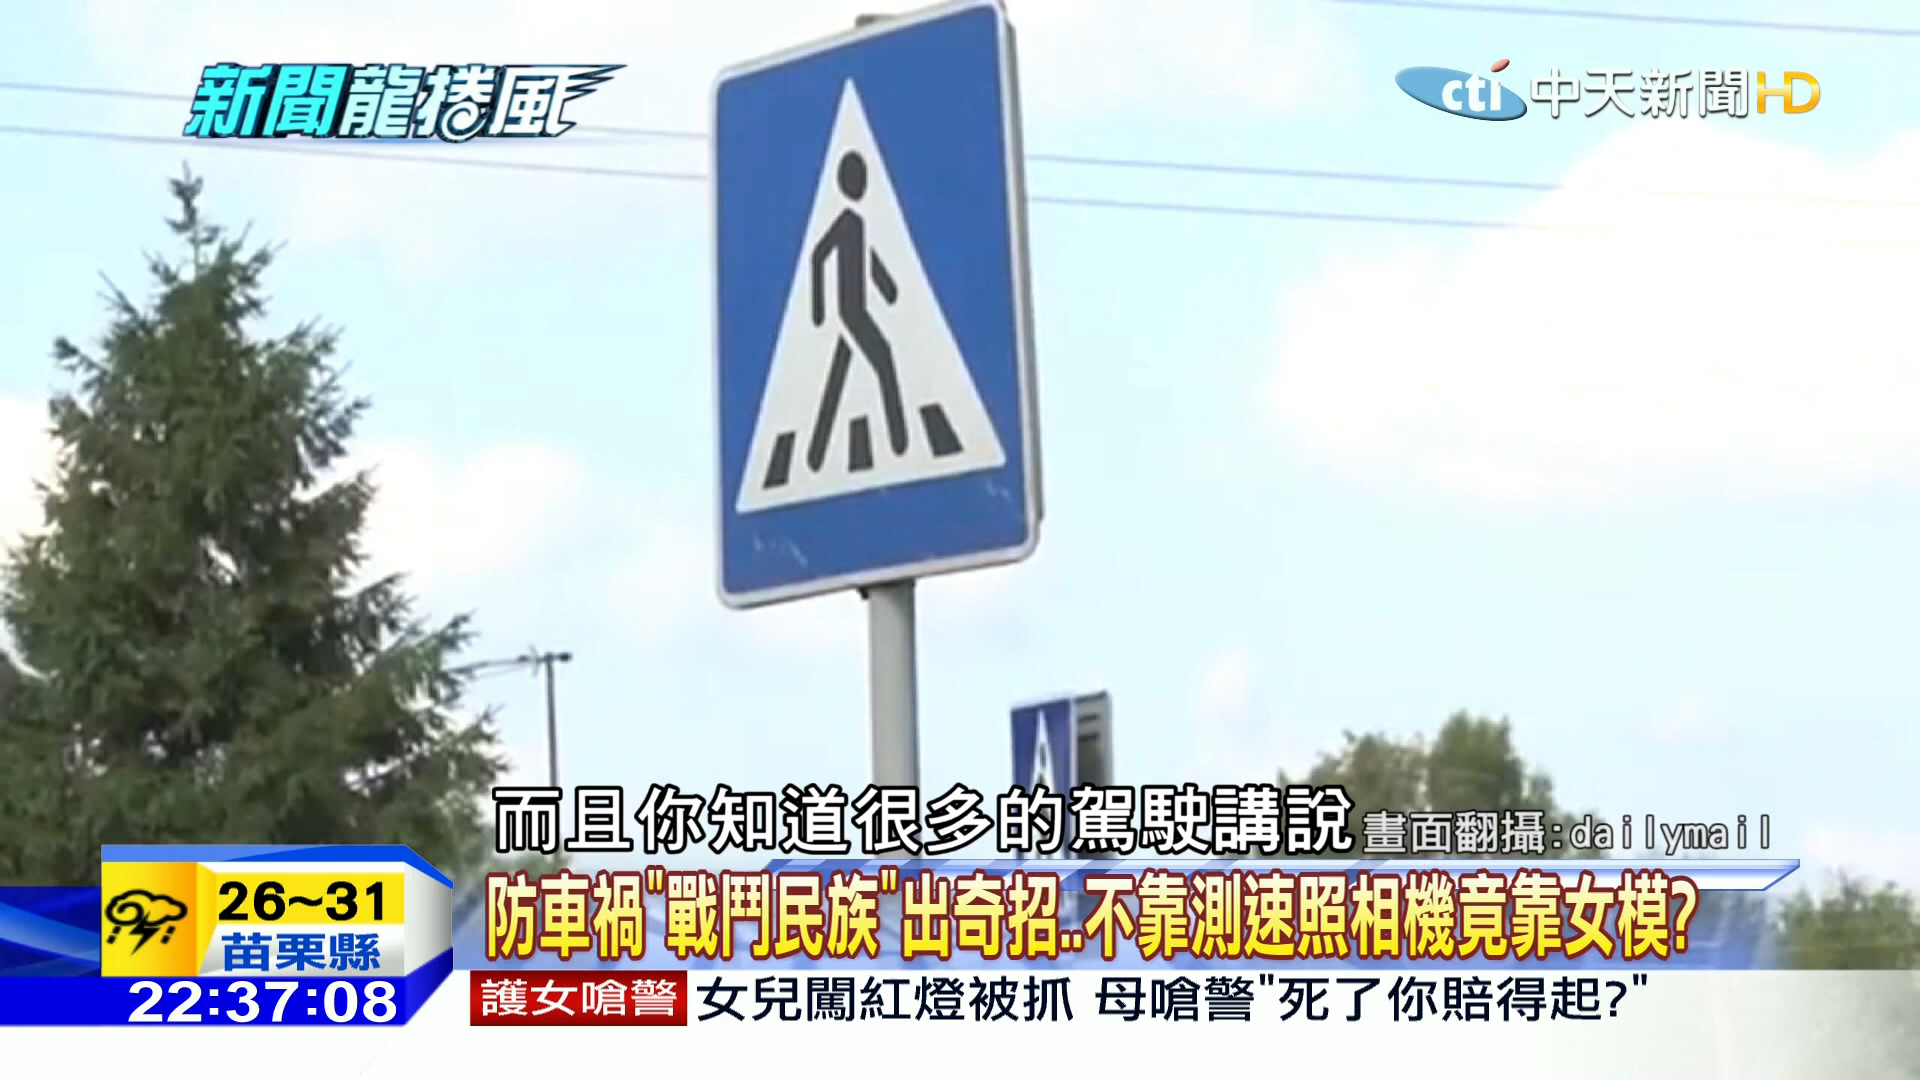 新聞龍捲風
cti 中天新聞HD
而且你知道很多的駕駛講說
畫面翻攝:dailymail
防車禍"戰鬥民族"出奇招..不靠測速照相機竟靠女模?
26~31
苗栗縣
22:37:08
護女嗆警 女兒闖紅燈被抓 母嗆警"死了你賠得起?"